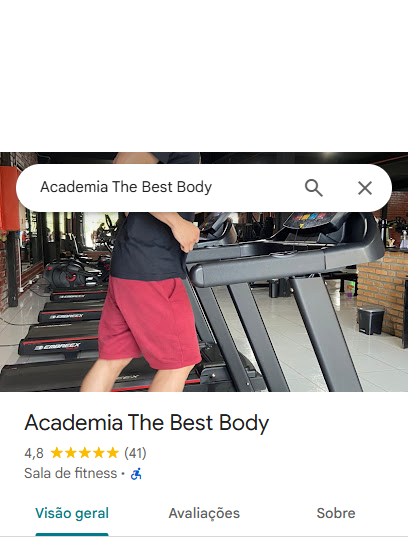 Academia The Best Body
EMBREEX
EMBREEX
Academia The Best Body
4,8 (41)
Sala de fitness ·
Visão geral Avaliações Sobre